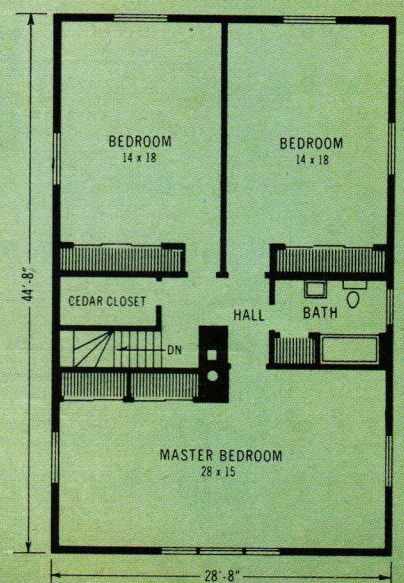 BEDROOM
14 x 18
BEDROOM
14 x 18
44'-8"
CEDAR CLOSET
HALL
BATH
DN
MASTER BEDROOM
28 x 15
28'-8"